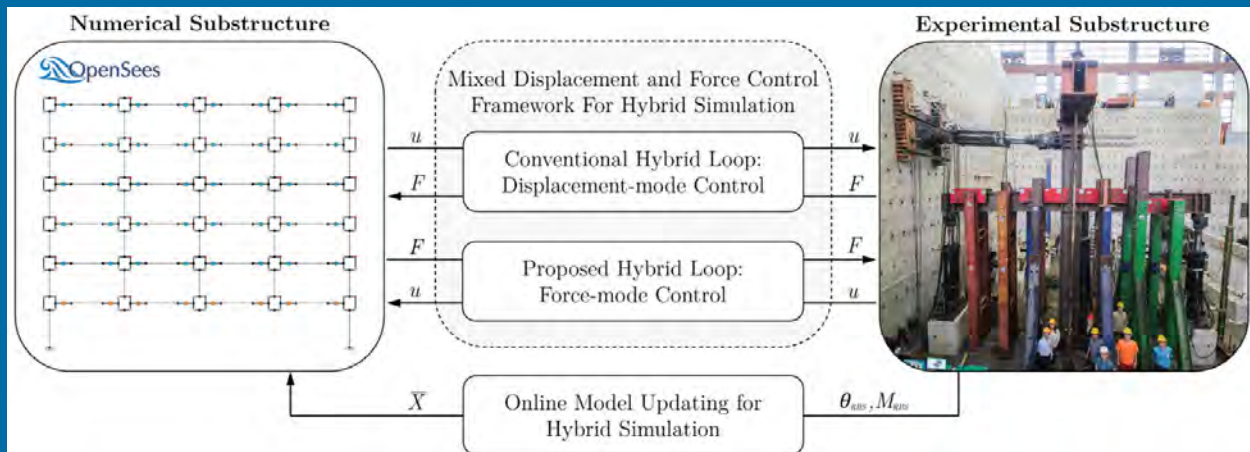 Numerical Substructure
Experimental Substructure
OpenSees
Mixed Displacement and Force Control
Framework For Hybrid Simulation
u
Conventional Hybrid Loop:
Displacement-mode Control
u
F
F
F
Proposed Hybrid Loop:
Force-mode Control
F
u
u
X̅
Online Model Updating for
Hybrid Simulation